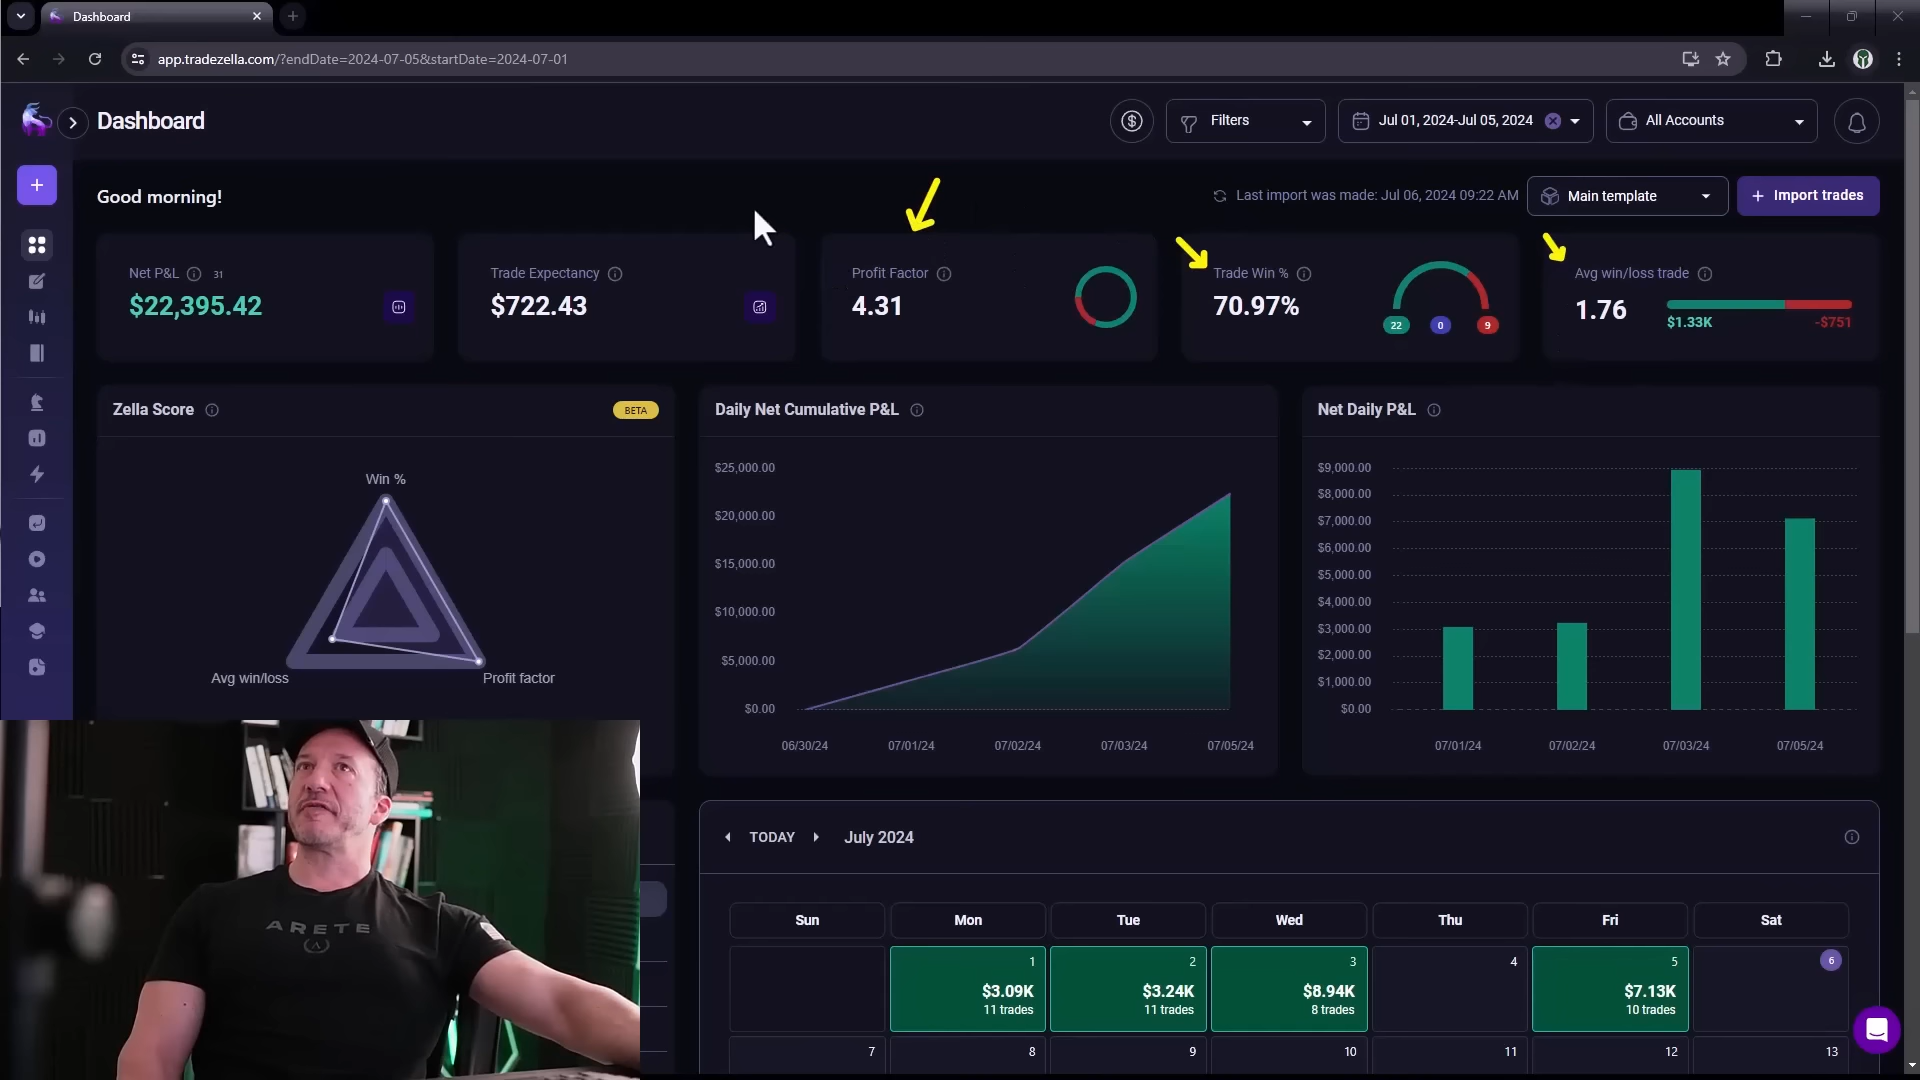 Dashboard
app.tradezella.com/?endDate=2024-07-05&startDate=2024-07-01
Dashboard
Filters
Jul 01, 2024-Jul 05, 2024
All Accounts
Good morning!
Last import was made: Jul 06, 2024 09:22 AM
Main template
+ Import trades
Net P&L 31
$22,395.42
Trade Expectancy
$722.43
Profit Factor
4.31
Trade Win %
70.97%
22 0 9
Avg win/loss trade
1.76
$1.33K -$751
Zella Score
BETA
Win %
Avg win/loss
Profit factor
Daily Net Cumulative P&L
$25,000.00
$20,000.00
$15,000.00
$10,000.00
$5,000.00
$0.00
06/30/24 07/01/24 07/02/24 07/03/24 07/05/24
Net Daily P&L
$9,000.00
$8,000.00
$7,000.00
$6,000.00
$5,000.00
$4,000.00
$3,000.00
$2,000.00
$1,000.00
$0.00
07/01/24 07/02/24 07/03/24 07/05/24
TODAY July 2024
Sun Mon Tue Wed Thu Fri Sat
1 2 3 4 5 6
$3.09K $3.24K $8.94K $7.13K
11 trades 11 trades 8 trades 10 trades
7 8 9 10 11 12 13
ARETE